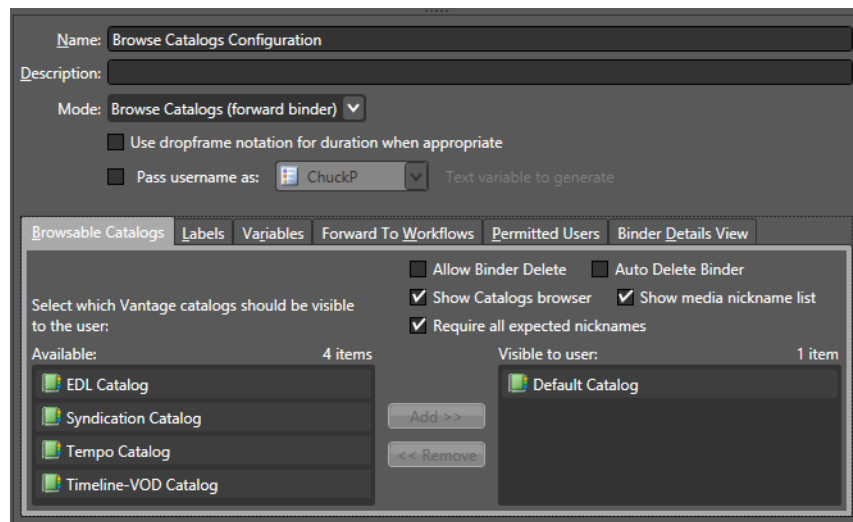 Name: Browse Catalogs Configuration
Description:
Mode: Browse Catalogs (forward binder)
Use dropframe notation for duration when appropriate
Pass username as: ChuckP Text variable to generate
Browsable Catalogs Labels Variables Forward To Workflows Permitted Users Binder Details View
Allow Binder Delete Auto Delete Binder
Select which Vantage catalogs should be visible
to the user:
Show Catalogs browser Show media nickname list
Require all expected nicknames
Available: 4 items
Visible to user: 1 item
EDL Catalog
Syndication Catalog
Tempo Catalog
Timeline-VOD Catalog
Add >>
<< Remove
Default Catalog